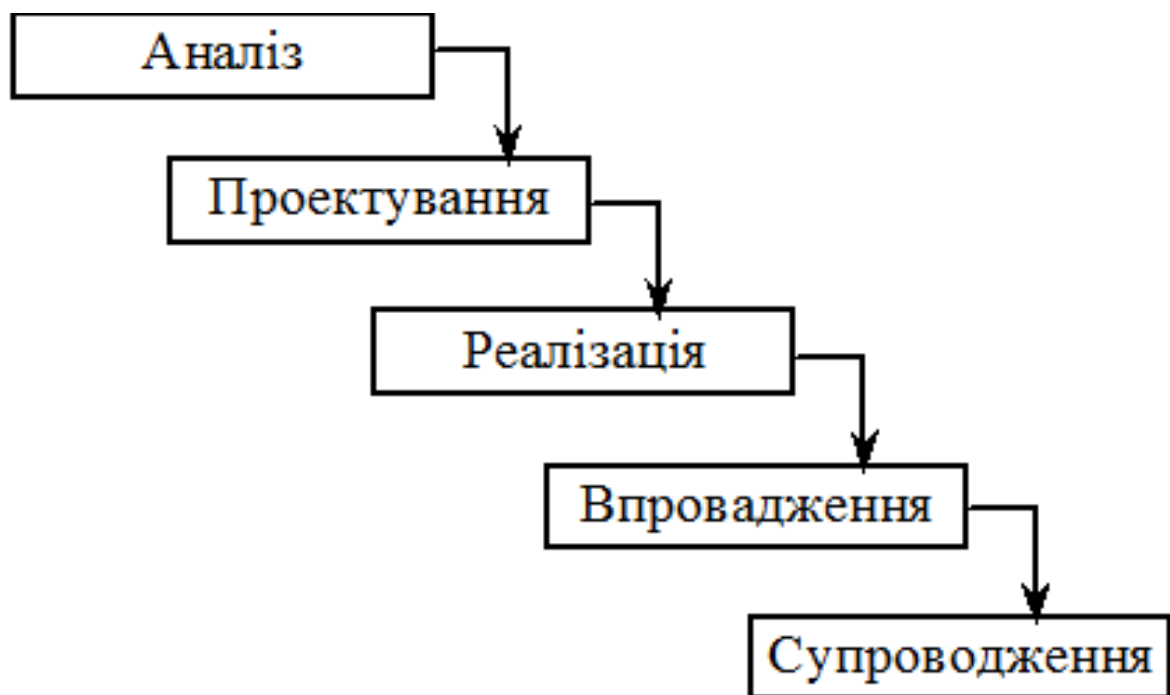 Аналіз
Проектування
Реалізація
Впровадження
Супроводження